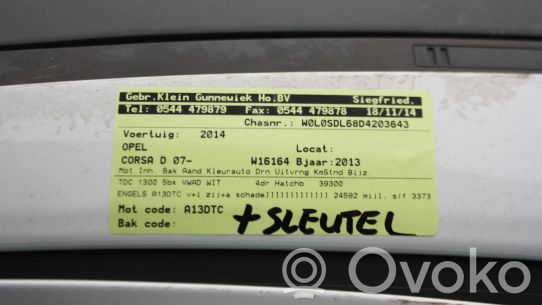 Gebr.Klein Gunnewiek Ho.BV Siegfried.
Tel: 0544 479879 Fax: 0544 479878 18/11/14
Chasnr.: W0L0SDL68D4203643
Voertuig: 2014
OPEL Locat:
CORSA D 07- W16164 Bjaar:2013
Mot Inh. Bak Aand Kleurauto Drn Uitvrng KmStnd Bijz.
TDC 1300 5bk VWAD WIT 4dr Hatchb 39300
ENGELS A13DTC v+l.zij+a schade]]]]]]]]]]]]]]] 24592 mijl. s/f 3373
Mot code: A13DTC
Bak code:
+SLEUTEL
Ovoko